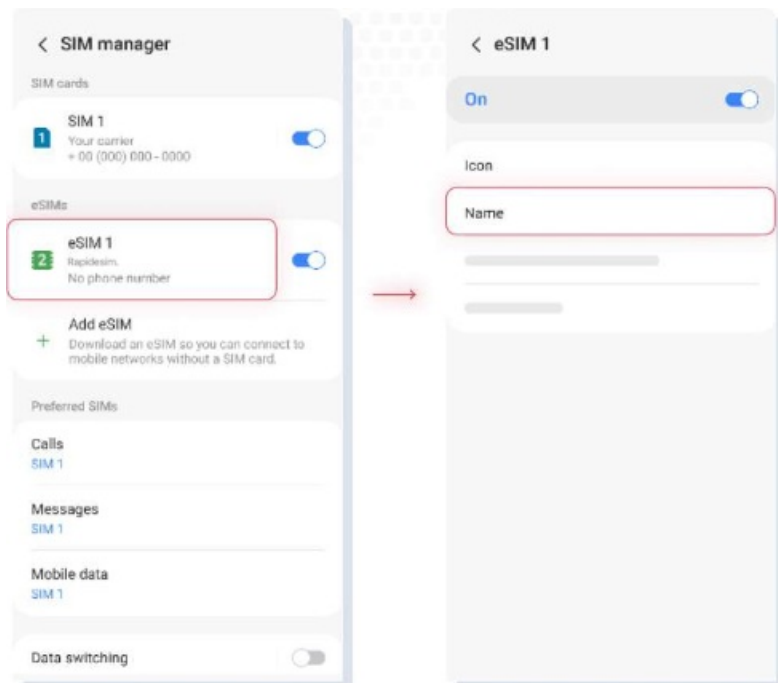 SIM manager
SIM cards
1
SIM 1
Your carrier
+ 00 (000) 000 - 0000
eSIMs
2
eSIM 1
Rapidesim.
No phone number
Add eSIM
Download an eSIM so you can connect to
mobile networks without a SIM card.
Preferred SIMs
Calls
SIM 1
Messages
SIM 1
Mobile data
SIM 1
Data switching
eSIM 1
On
Icon
Name